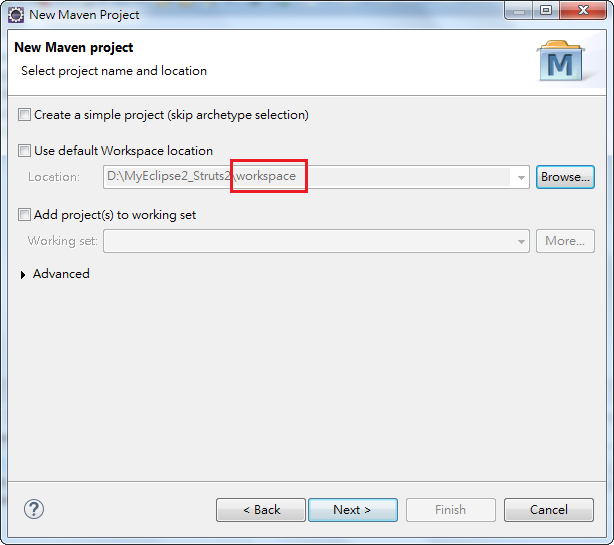 New Maven Project
New Maven project
Select project name and location
M
Create a simple project (skip archetype selection)
Use default Workspace location
Location: D:\MyEclipse2_Struts2\workspace Browse...
Add project(s) to working set
Working set: More...
Advanced
? < Back Next > Finish Cancel